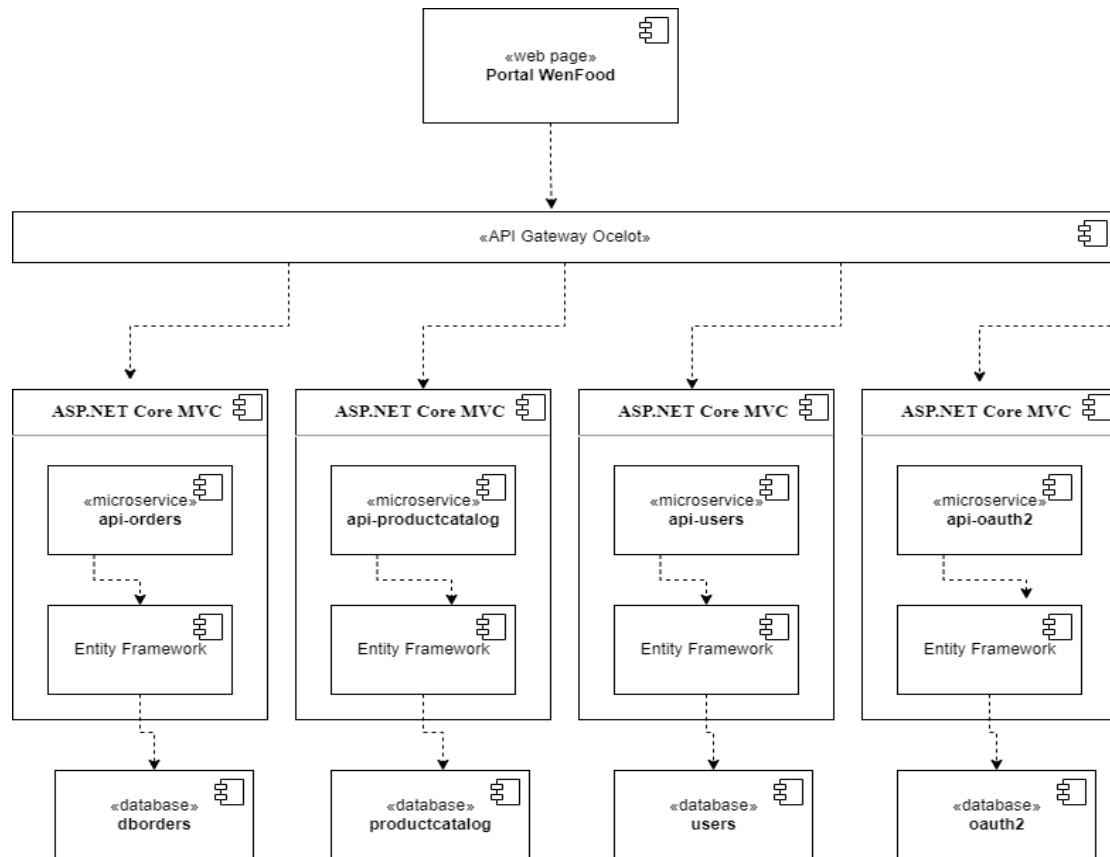 «web page»
Portal WenFood
«API Gateway Ocelot»
ASP.NET Core MVC
ASP.NET Core MVC
ASP.NET Core MVC
ASP.NET Core MVC
«microservice»
api-orders
«microservice»
api-productcatalog
«microservice»
api-users
«microservice»
api-oauth2
Entity Framework
Entity Framework
Entity Framework
Entity Framework
«database»
dborders
«database»
productcatalog
«database»
users
«database»
oauth2